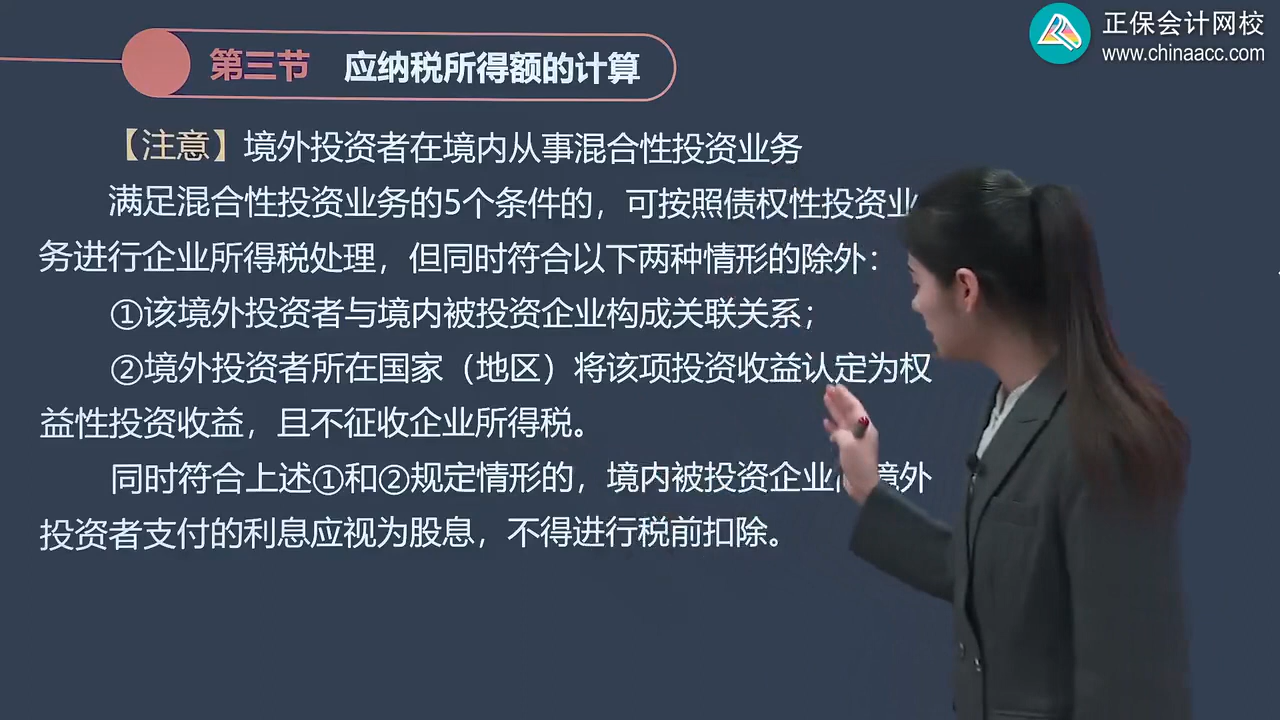 正保会计网校
www.chinaacc.com
第三节 应纳税所得额的计算
【注意】境外投资者在境内从事混合性投资业务
满足混合性投资业务的5个条件的，可按照债权性投资业
务进行企业所得税处理，但同时符合以下两种情形的除外：
①该境外投资者与境内被投资企业构成关联关系；
②境外投资者所在国家（地区）将该项投资收益认定为权
益性投资收益，且不征收企业所得税。
同时符合上述①和②规定情形的，境内被投资企业向境外
投资者支付的利息应视为股息，不得进行税前扣除。